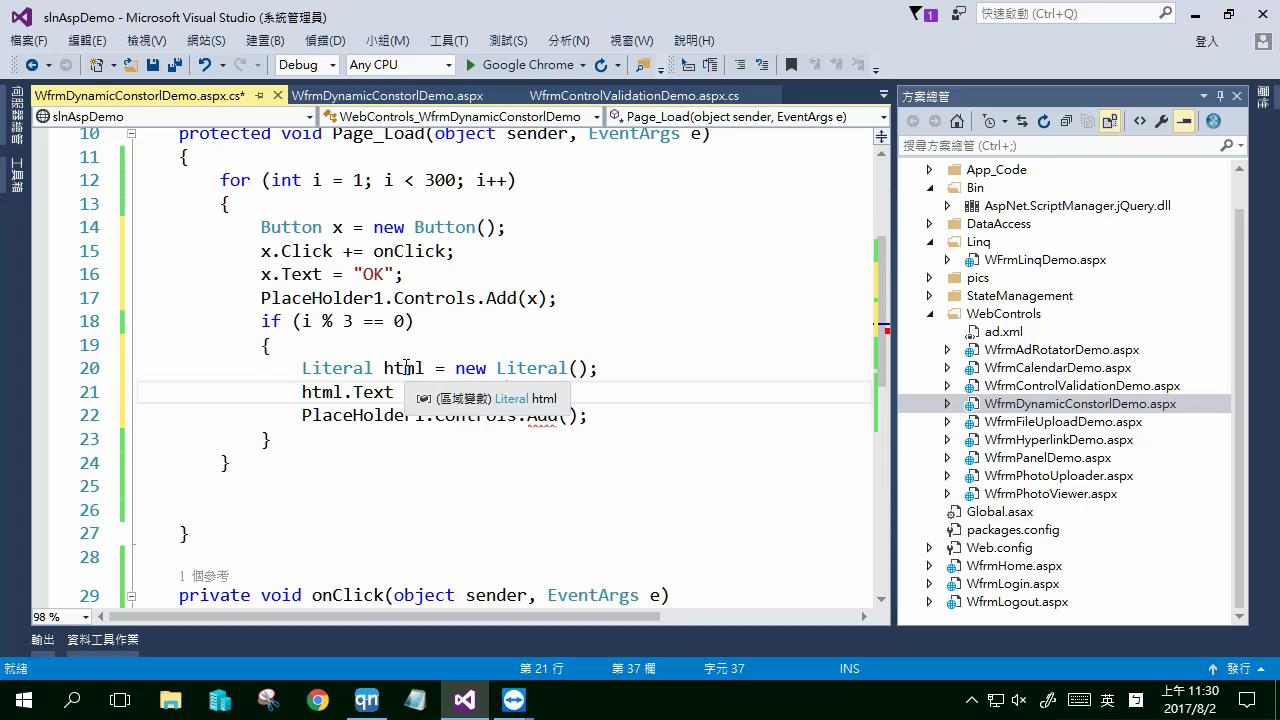 slnAspDemo - Microsoft Visual Studio (系統管理員)
1
快速啟動 (Ctrl+Q)
檔案(F) 編輯(E) 檢視(V) 網站(S) 建置(B) 偵錯(D) 小組(M) 工具(T) 測試(S) 分析(N) 視窗(W) 說明(H)
登入
Debug Any CPU Google Chrome
WfrmDynamicConstorlDemo.aspx.cs* WfrmDynamicConstorlDemo.aspx WfrmControlValidationDemo.aspx.cs
slnAspDemo WebControls_WfrmDynamicConstorlDemo Page_Load(object sender, EventArgs e)
10 protected void Page_Load(object sender, EventArgs e)
11 {
12 for (int i = 1; i < 300; i++)
13 {
14 Button x = new Button();
15 x.Click += onClick;
16 x.Text = "OK";
17 PlaceHolder1.Controls.Add(x);
18 if (i % 3 == 0)
19 {
20 Literal html = new Literal();
21 html.Text
(區域變數) Literal html
22 PlaceHolder1.Controls.Add();
23 }
24 }
25
26
27 }
28
1 個參考
29 private void onClick(object sender, EventArgs e)
98 %
輸出 資料工具作業
就緒 第 21 行 第 37 欄 字元 37 INS 發行
伺服器總管
工具箱
方案總管
搜尋方案總管 (Ctrl+;)
App_Code
Bin
AspNet.ScriptManager.jQuery.dll
DataAccess
Linq
WFrmLinqDemo.aspx
pics
StateManagement
WebControls
ad.xml
WfrmAdRotatorDemo.aspx
WfrmCalendarDemo.aspx
WfrmControlValidationDemo.aspx
WfrmDynamicConstorlDemo.aspx
WfrmFileUploadDemo.aspx
WfrmHyperlinkDemo.aspx
WfrmPanelDemo.aspx
WfrmPhotoUploader.aspx
WfrmPhotoViewer.aspx
Global.asax
packages.config
Web.config
WfrmHome.aspx
WfrmLogin.aspx
WfrmLogout.aspx
屬性
qn
英
上午 11:30
2017/8/2